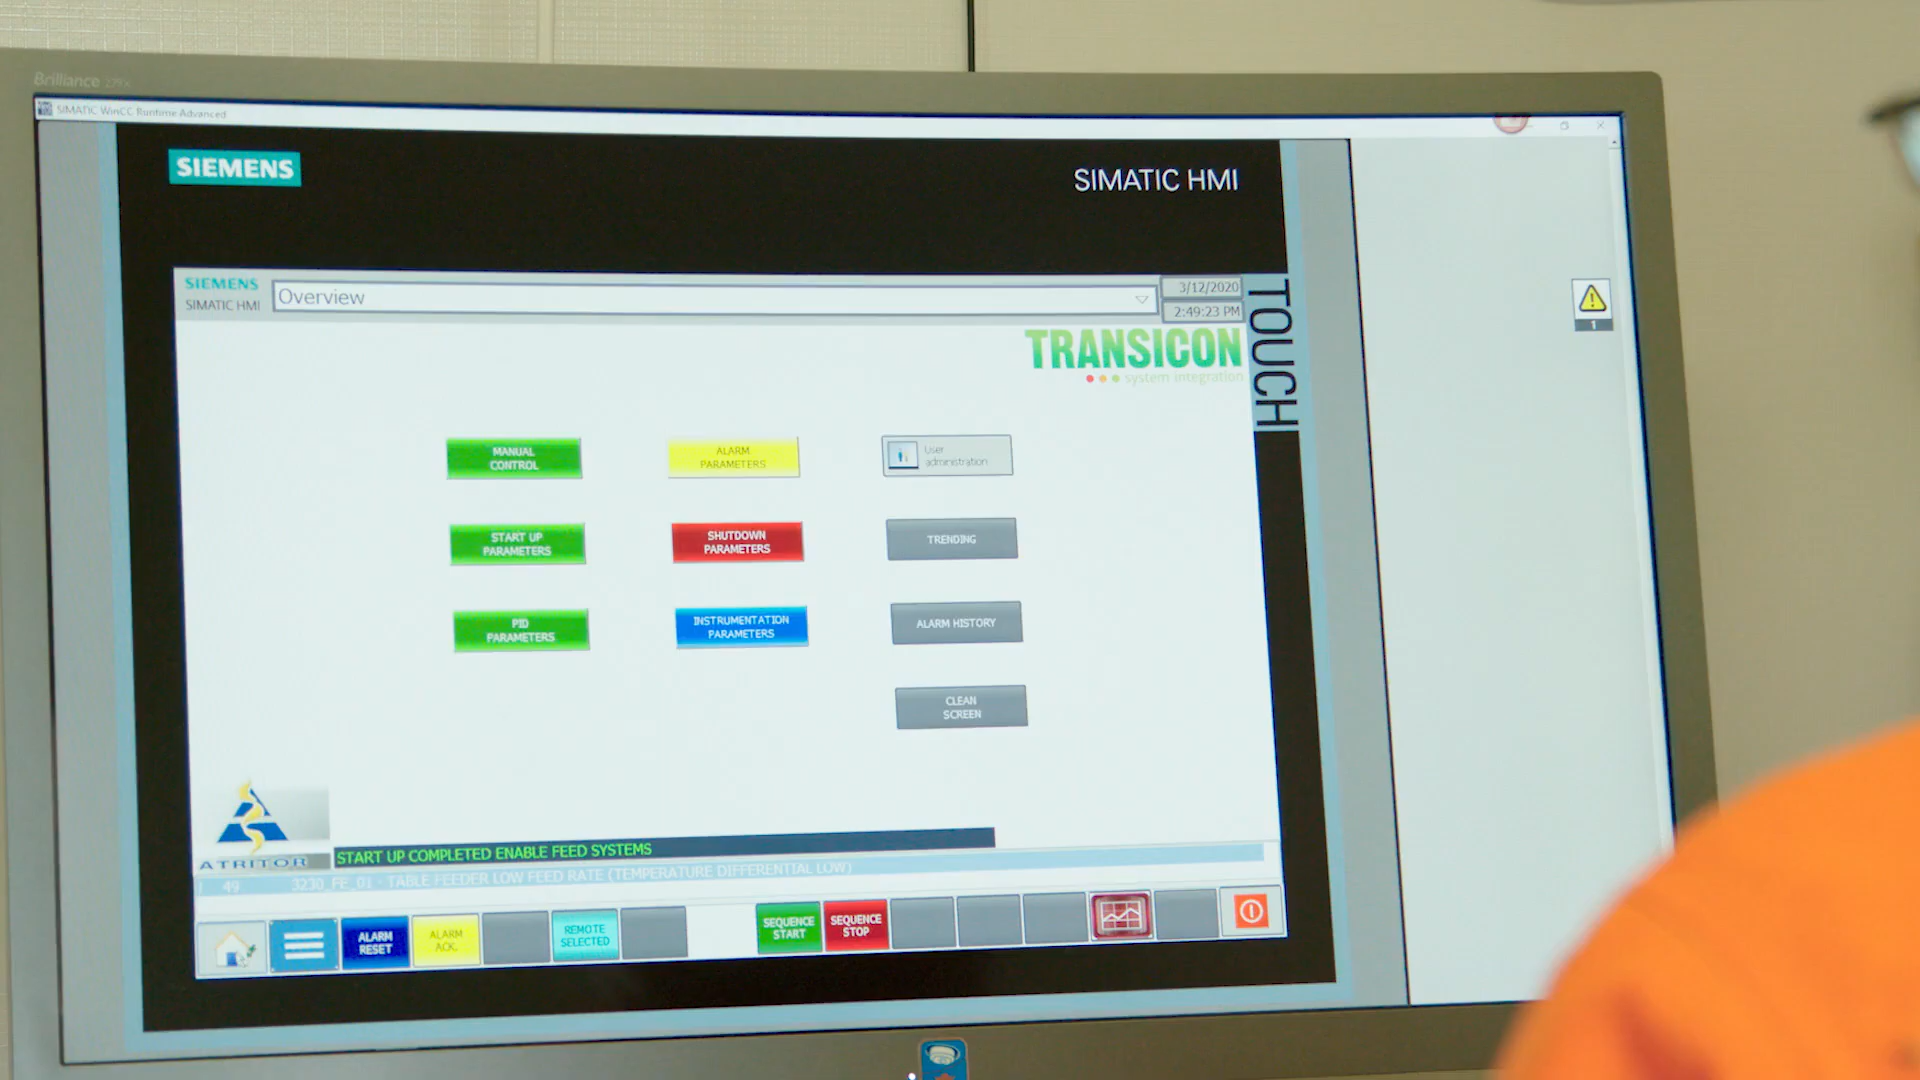 Brilliance
SIMATIC WinCC Runtime Advanced
SIEMENS
SIMATIC HMI
SIEMENS
SIMATIC HMI
Overview
3/12/2020
2:49:23 PM
TOUCH
TRANSICON
system integration
1
MANUAL
CONTROL
ALARM
PARAMETERS
User
administration
START UP
PARAMETERS
SHUTDOWN
PARAMETERS
TRENDING
PID
PARAMETERS
INSTRUMENTATION
PARAMETERS
ALARM HISTORY
CLEAN
SCREEN
ATRITOR
START UP COMPLETED ENABLE FEED SYSTEMS
49 3230_FE_01 - TABLE FEEDER LOW FEED RATE (TEMPERATURE DIFFERENTIAL LOW)
ALARM
RESET
ALARM
ACK.
REMOTE
SELECTED
SEQUENCE
START
SEQUENCE
STOP